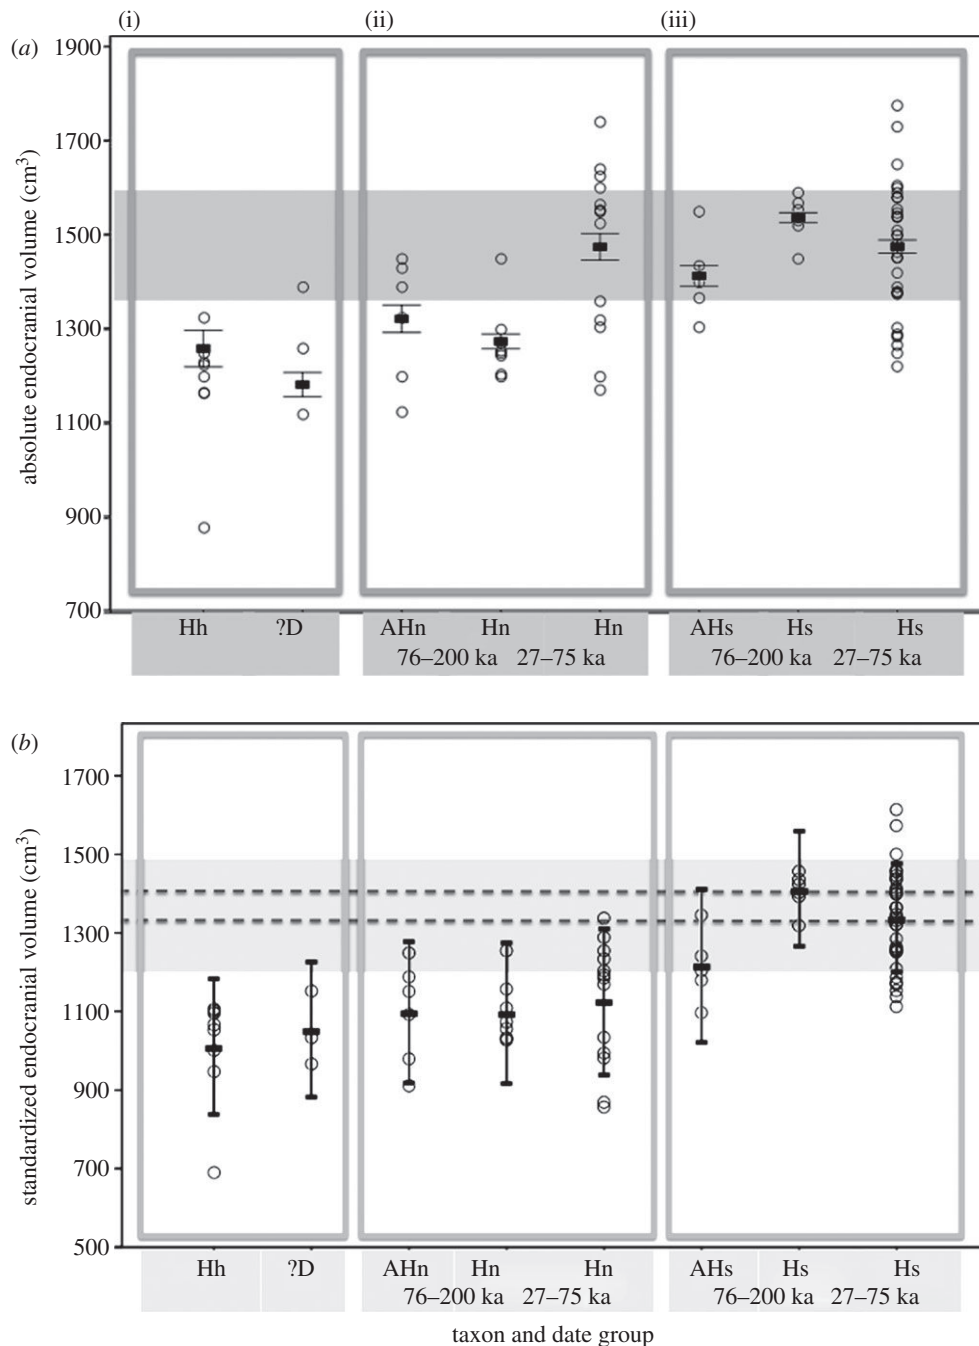 (i) (ii) (iii)
(a)
1900
1700
1500
1300
1100
900
700
absolute endocranial volume (cm³)
Hh ?D AHn Hn Hn AHs Hs Hs
76–200 ka 27–75 ka 76–200 ka 27–75 ka
(b)
1700
1500
1300
1100
900
700
500
standardized endocranial volume (cm³)
Hh ?D AHn Hn Hn AHs Hs Hs
76–200 ka 27–75 ka 76–200 ka 27–75 ka
taxon and date group